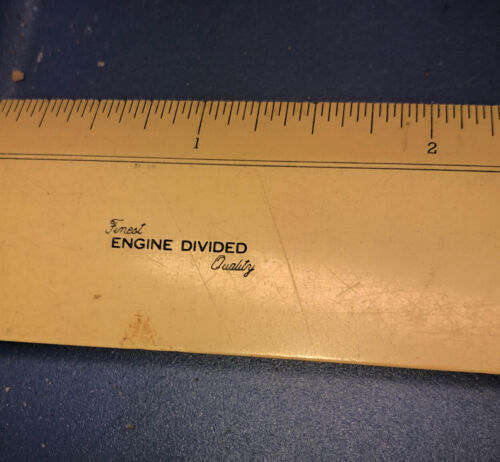 1 2
Finest
ENGINE DIVIDED
Quality